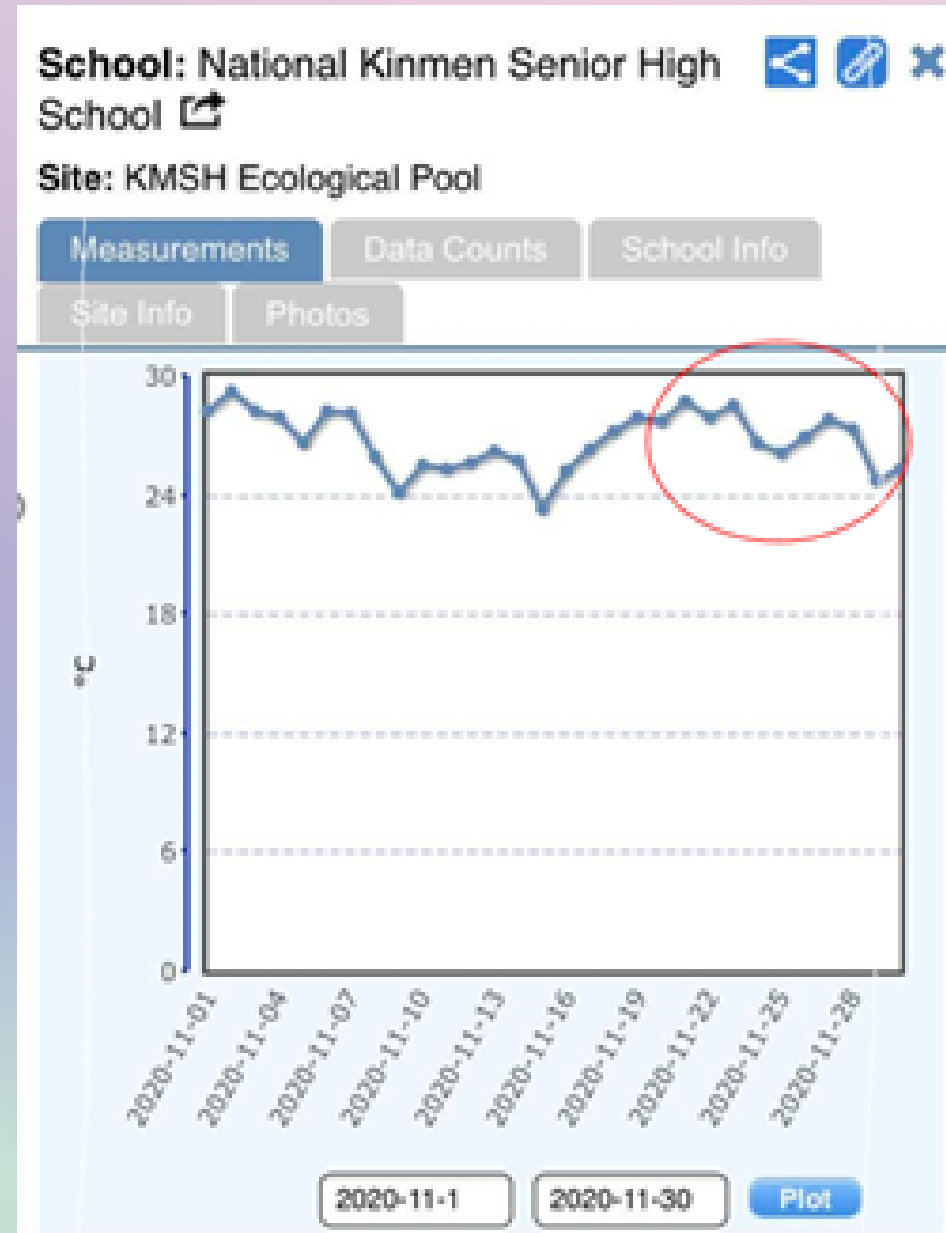 School: National Kinmen Senior High
School
Site: KMSH Ecological Pool
Measurements Data Counts School Info
Site Info Photos
30
24
18
°C
12
6
0
2020-11-01 2020-11-04 2020-11-07 2020-11-10 2020-11-13 2020-11-16 2020-11-19 2020-11-22 2020-11-25 2020-11-28
2020-11-1 2020-11-30 Plot